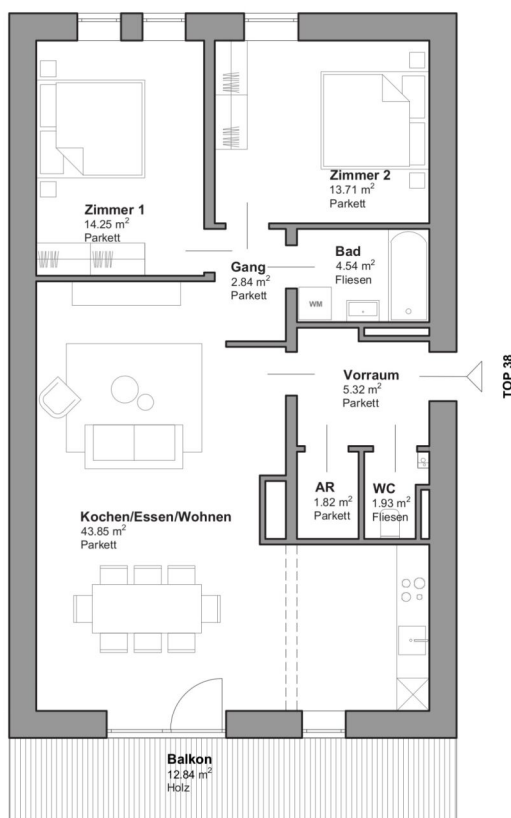 Zimmer 1
14.25 m²
Parkett
Zimmer 2
13.71 m²
Parkett
Gang
2.84 m²
Parkett
Bad
4.54 m²
Fliesen
WM
Vorraum
5.32 m²
Parkett
TOP 38
AR
1.82 m²
Parkett
WC
1.93 m²
Fliesen
Kochen/Essen/Wohnen
43.85 m²
Parkett
Balkon
12.84 m²
Holz